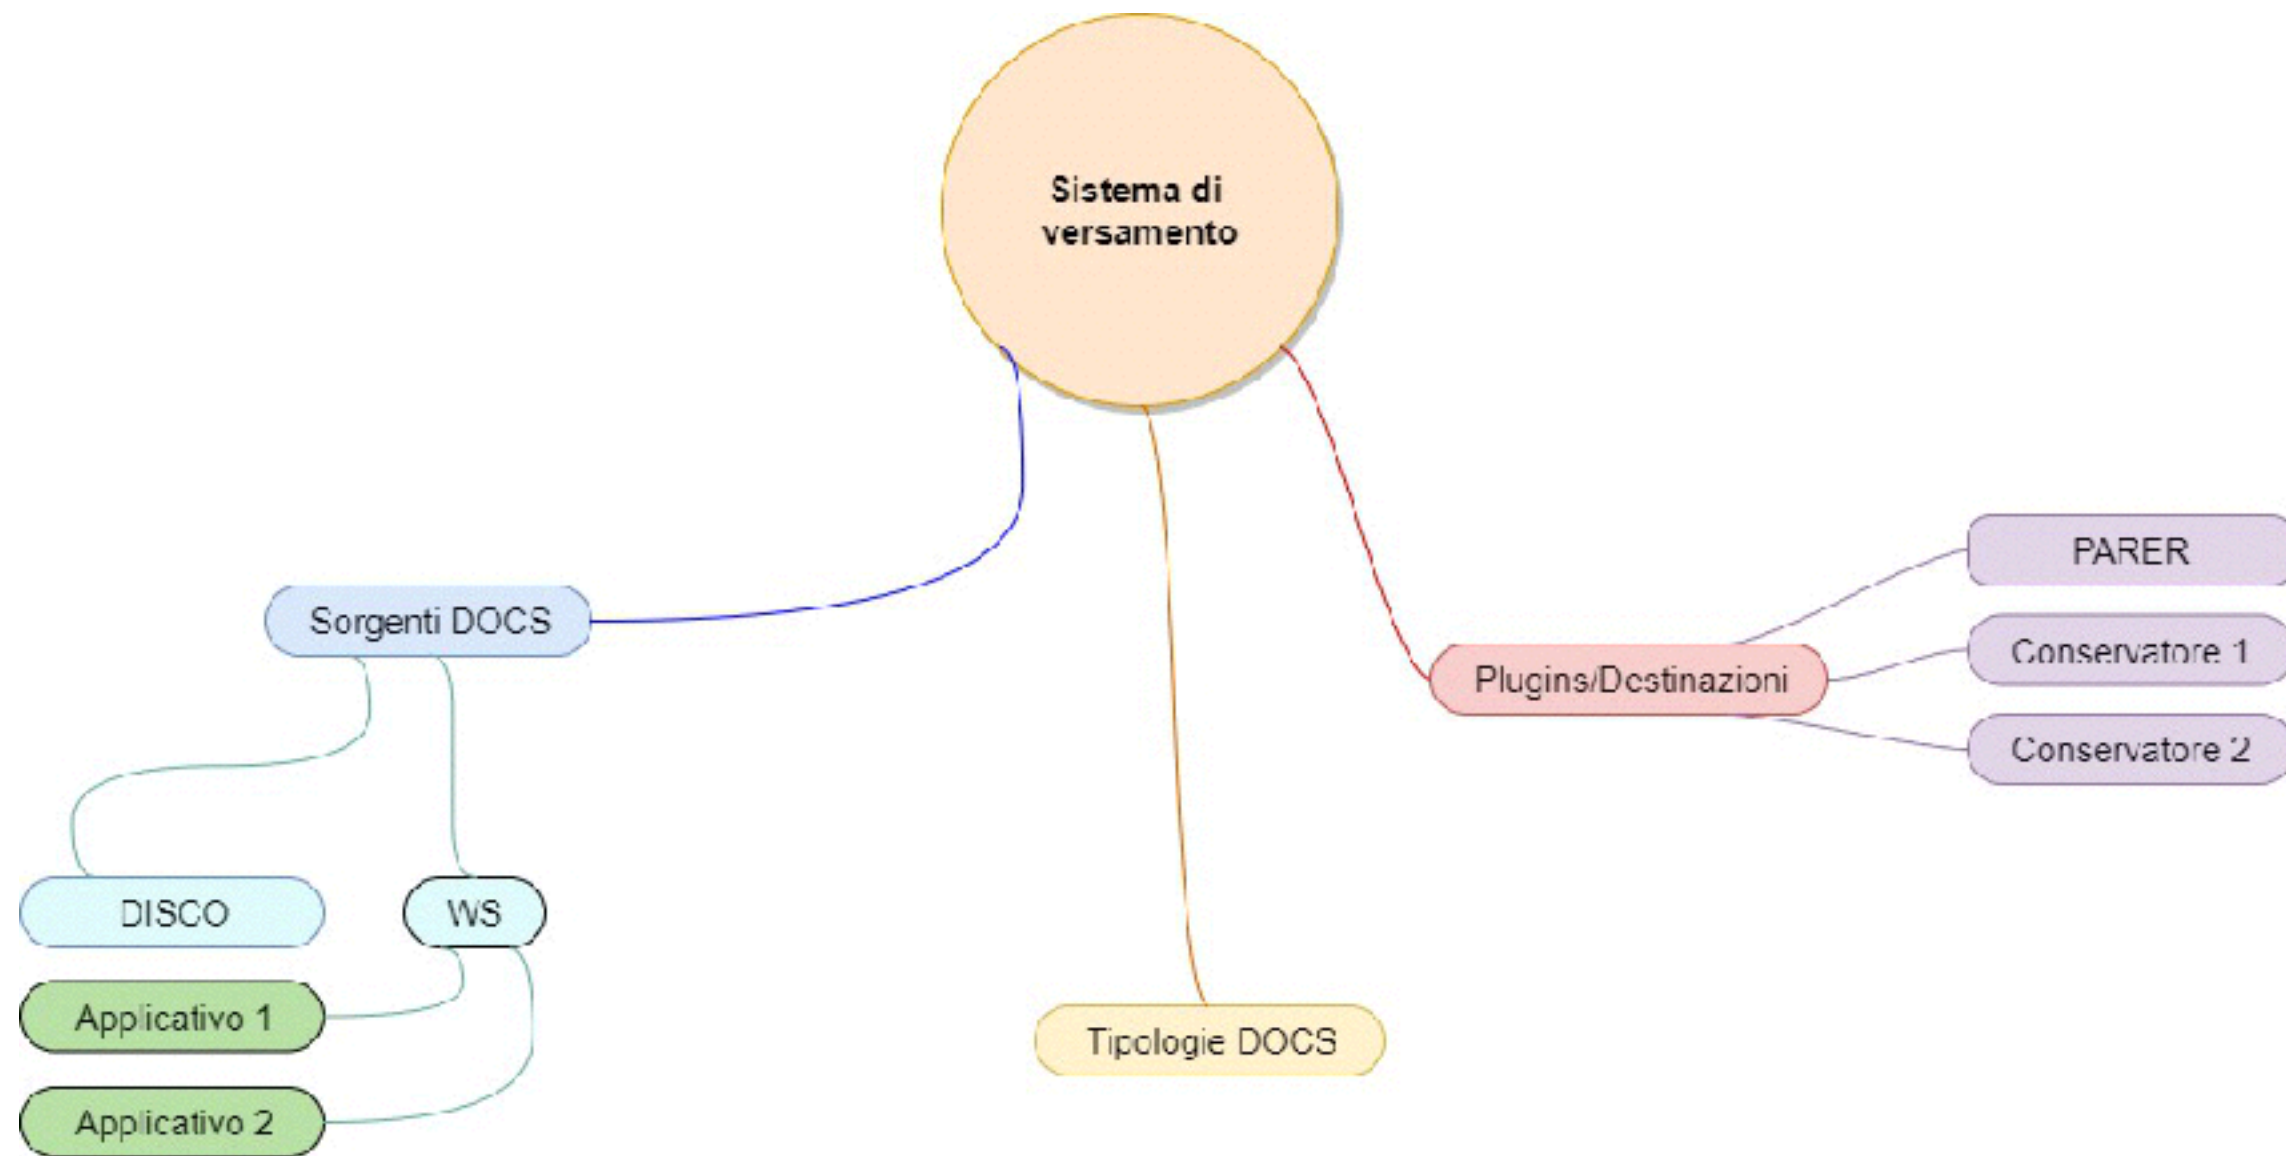 Sistema di
versamento
PARER
Sorgenti DOCS
Conservatore 1
Plugins/Destinazioni
Conservatore 2
DISCO
WS
Applicativo 1
Tipologie DOCS
Applicativo 2